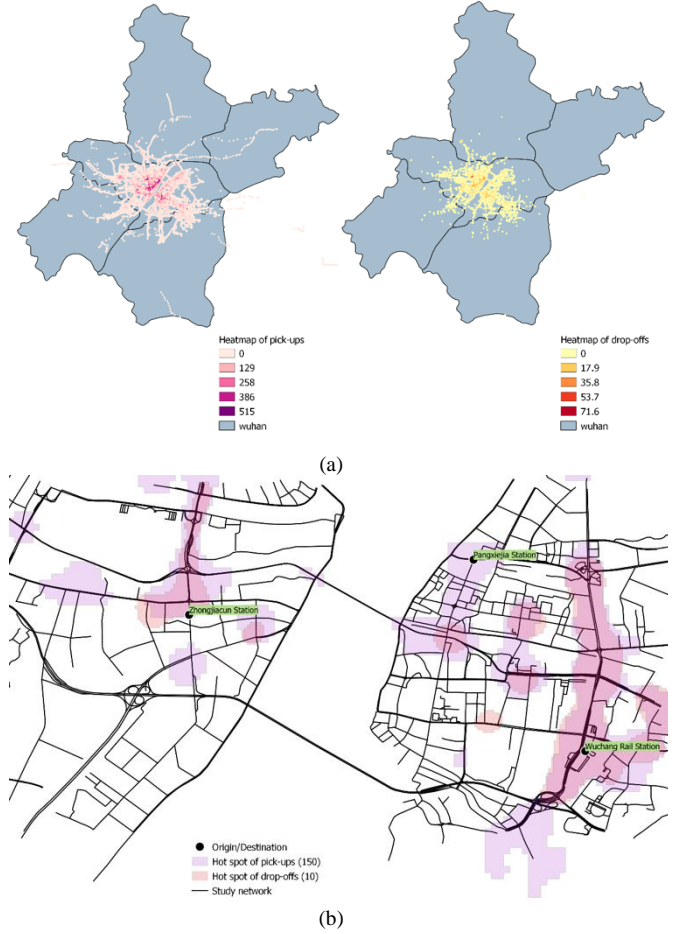 Heatmap of pick-ups
0
129
258
386
515
wuhan
Heatmap of drop-offs
0
17.9
35.8
53.7
71.6
wuhan
(a)
Pangxiejia Station
Zhongjiacun Station
Wuchang Rail Station
Origin/Destination
Hot spot of pick-ups (150)
Hot spot of drop-offs (10)
Study network
(b)